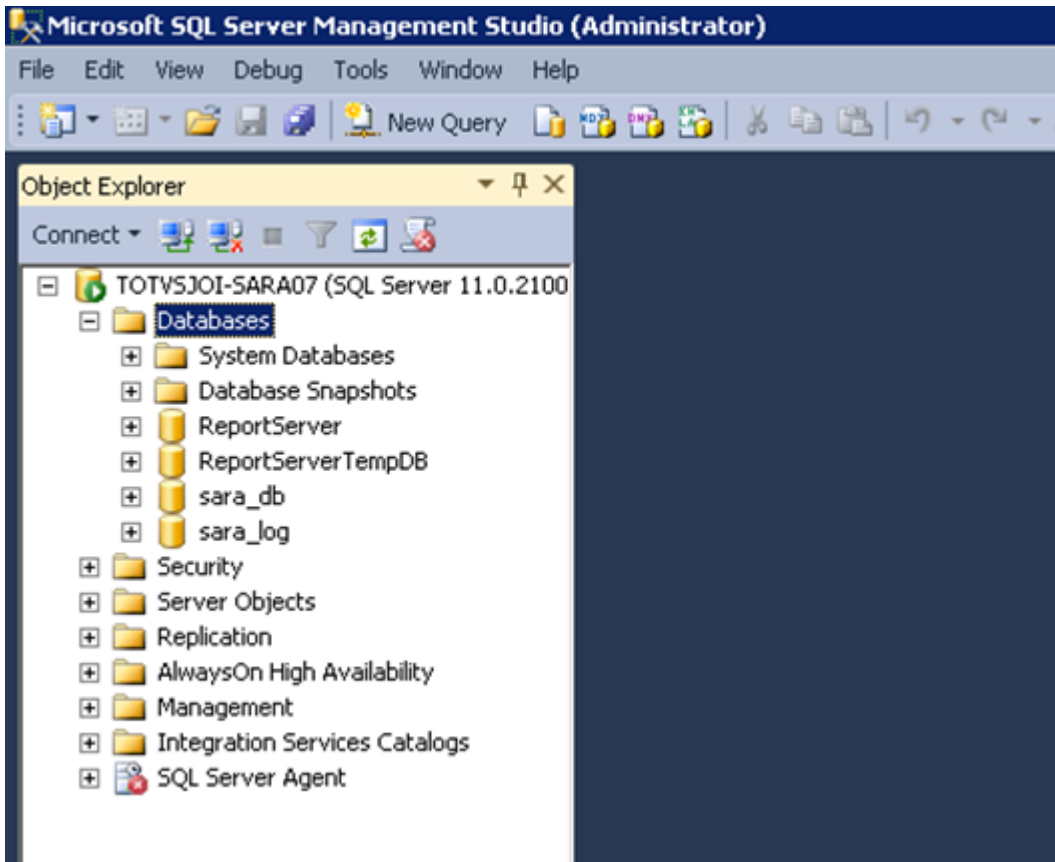 Microsoft SQL Server Management Studio (Administrator)
File Edit View Debug Tools Window Help
New Query
Object Explorer
Connect
TOTVSJOI-SARA07 (SQL Server 11.0.2100
Databases
System Databases
Database Snapshots
ReportServer
ReportServerTempDB
sara_db
sara_log
Security
Server Objects
Replication
AlwaysOn High Availability
Management
Integration Services Catalogs
SQL Server Agent